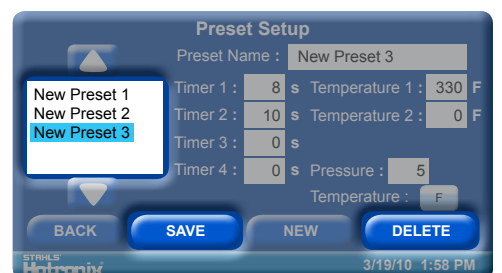 Preset Setup
Preset Name : New Preset 3
New Preset 1
New Preset 2
New Preset 3
Timer 1 : 8 s Temperature 1 : 330 F
Timer 2 : 10 s Temperature 2 : 0 F
Timer 3 : 0 s
Timer 4 : 0 s Pressure : 5
Temperature : F
BACK SAVE NEW DELETE
STAHLS'
Hotronix 3/19/10 1:58 PM